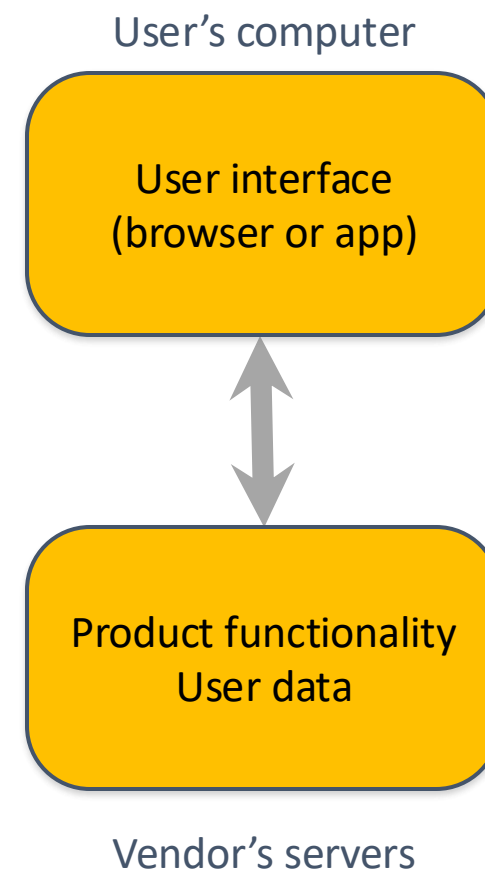 User’s computer
User interface
(browser or app)
Product functionality
User data
Vendor’s servers